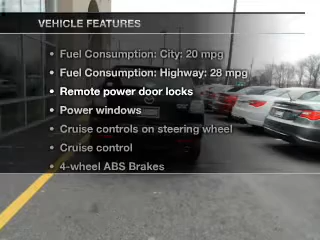 VEHICLE FEATURES
• Fuel Consumption: City: 20 mpg
• Fuel Consumption: Highway: 28 mpg
• Remote power door locks
• Power windows
• Cruise controls on steering wheel
• Cruise control
• 4-wheel ABS Brakes